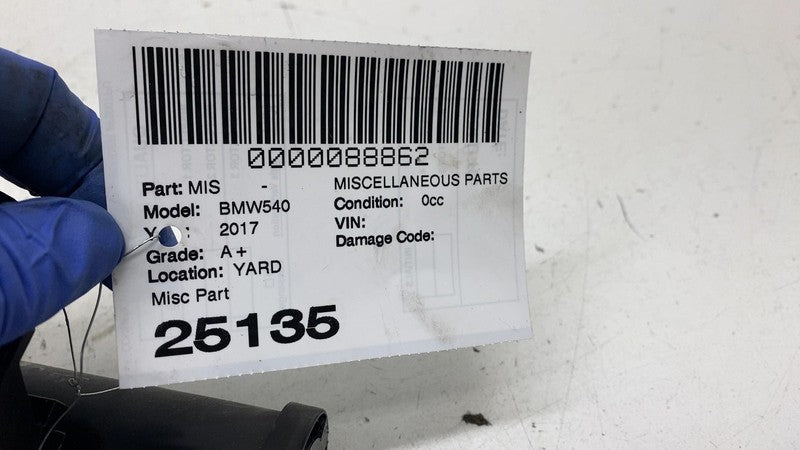 0000088862
Part: MIS - MISCELLANEOUS PARTS
Model: BMW540 Condition: 0cc
2017 VIN:
Grade: A+ Damage Code:
Location: YARD
Misc Part
25135